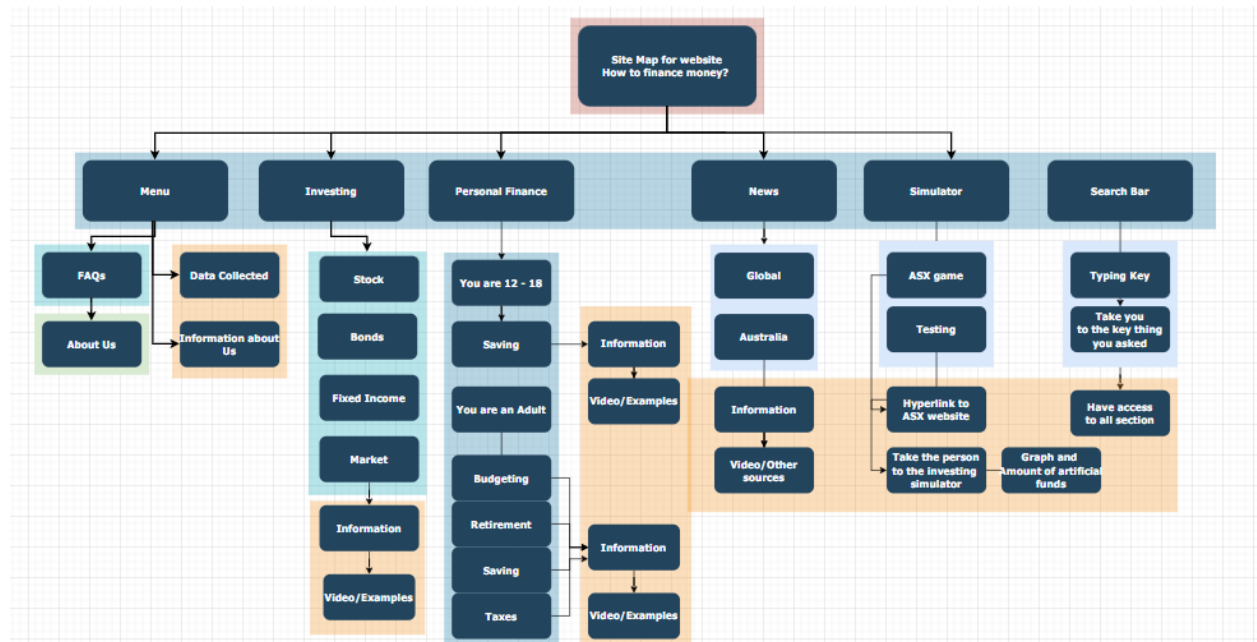 Site Map for website
How to finance money?
Menu
Investing
Personal Finance
News
Simulator
Search Bar
FAQs
Data Collected
Stock
You are 12 - 18
Global
ASX game
Typing Key
About Us
Information about
Us
Bonds
Saving
Information
Australia
Testing
Take you
to the key thing
you asked
Fixed Income
You are an Adult
Video/Examples
Information
Hyperlink to
ASX website
Have access
to all section
Market
Budgeting
Video/Other
sources
Take the person
to the investing
simulator
Graph and
Amount of artificial
funds
Information
Retirement
Information
Saving
Video/Examples
Taxes
Video/Examples